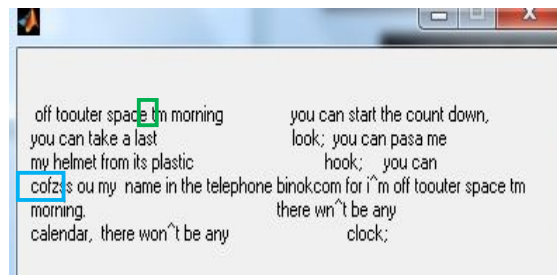 off toouter space tm morning you can start the count down,
you can take a last look; you can pasa me
my helmet from its plastic hook; you can
cofzss ou my name in the telephone binokcom for i^m off toouter space tm
morning. there wn^t be any
calendar, there won^t be any clock;